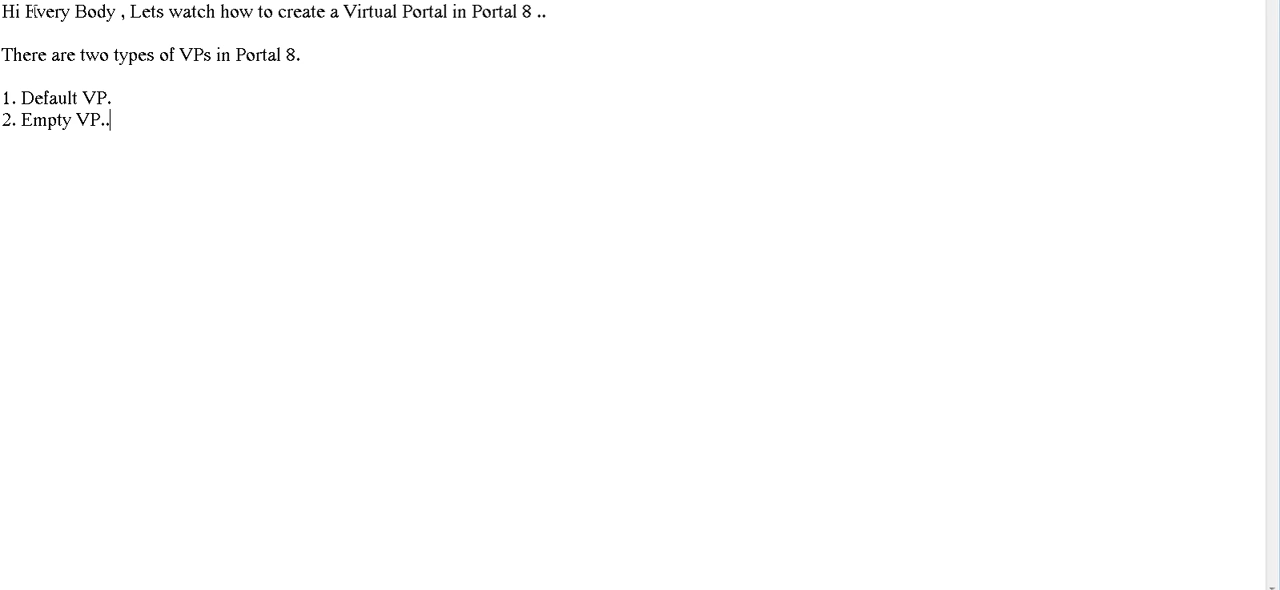 Hi Every Body , Lets watch how to create a Virtual Portal in Portal 8 ..
There are two types of VPs in Portal 8.
1. Default VP.
2. Empty VP..